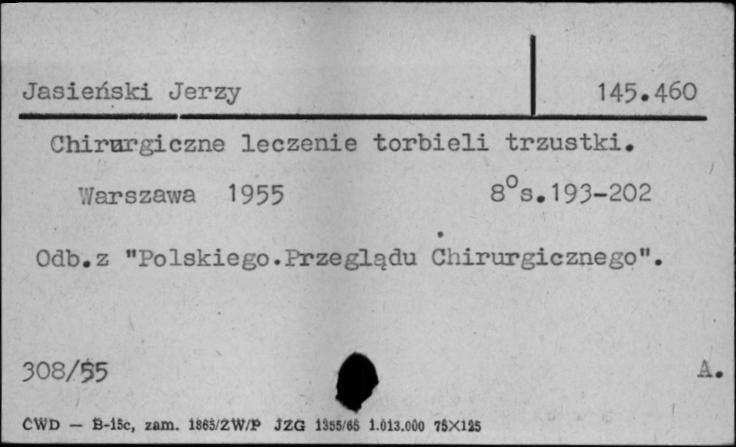 Jasieński Jerzy 145.460
Chirurgiczne leczenie torbieli trzustki.
Warszawa 1955 8⁰s.193-202
Odb.z "Polskiego.Przeglądu Chirurgicznego".
308/55 A.
CWD — B-15c, zam. 1865/ZW/P JZG 1355/65 1.013.000 75X125